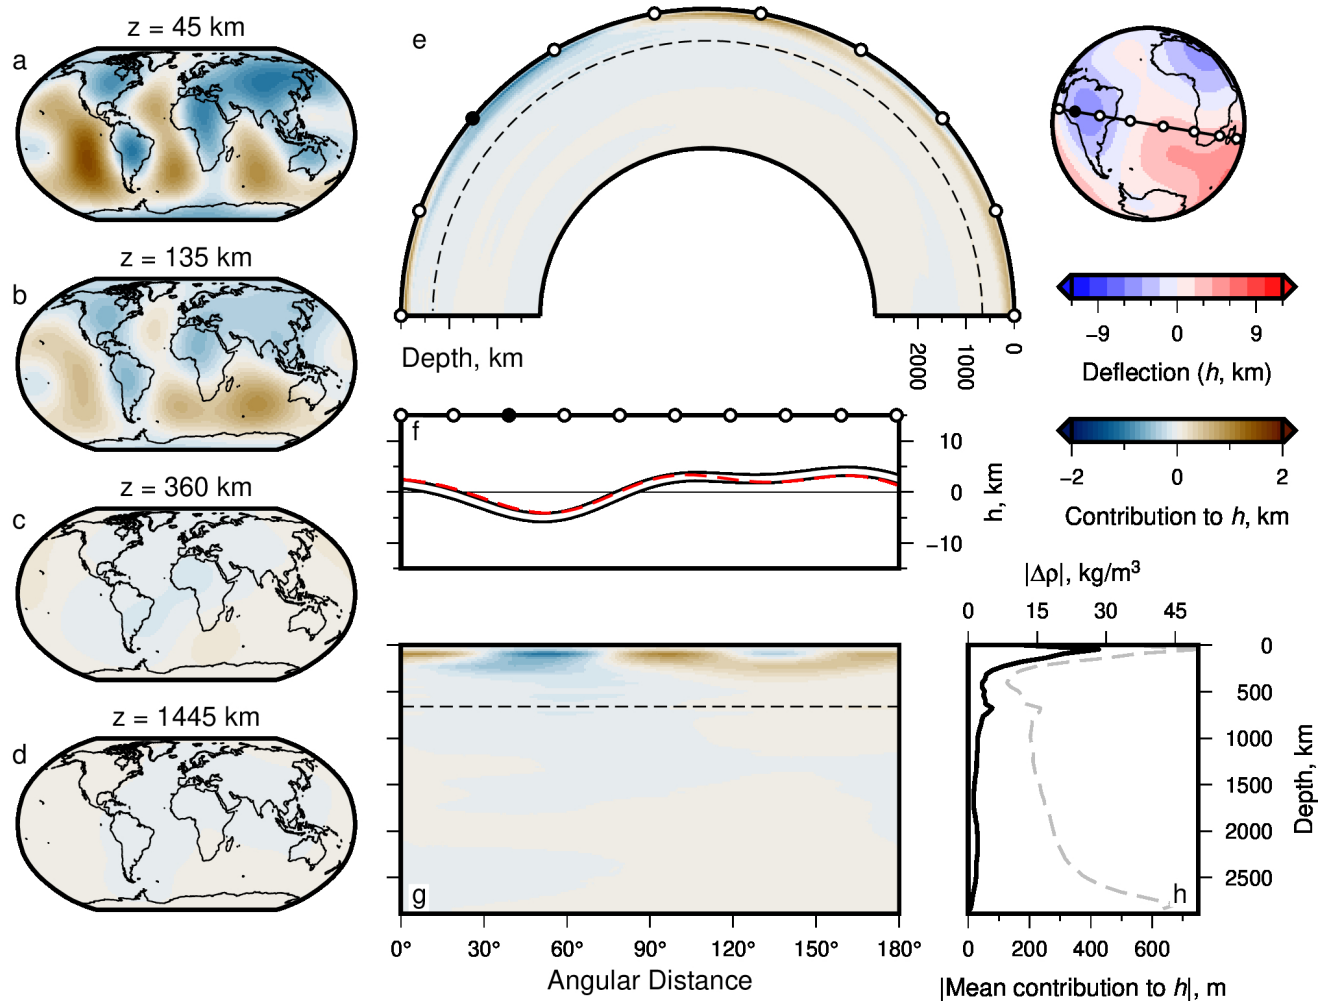 z = 45 km
a
z = 135 km
b
z = 360 km
c
z = 1445 km
d
e
Depth, km
2000
1000
0
f
10
0
−10
h, km
g
0° 30° 60° 90° 120° 150° 180°
Angular Distance
−9 0 9
Deflection (h, km)
−2 0 2
Contribution to h, km
|Δρ|, kg/m³
0 15 30 45
0
500
1000
1500
2000
2500
Depth, km
h
0 200 400 600
|Mean contribution to h|, m